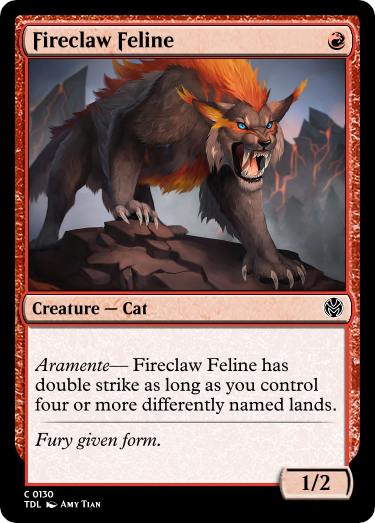 Fireclaw Feline
Creature — Cat
Aramente— Fireclaw Feline has
double strike as long as you control
four or more differently named lands.
Fury given form.
1/2
C 0130
TDL Amy Tian